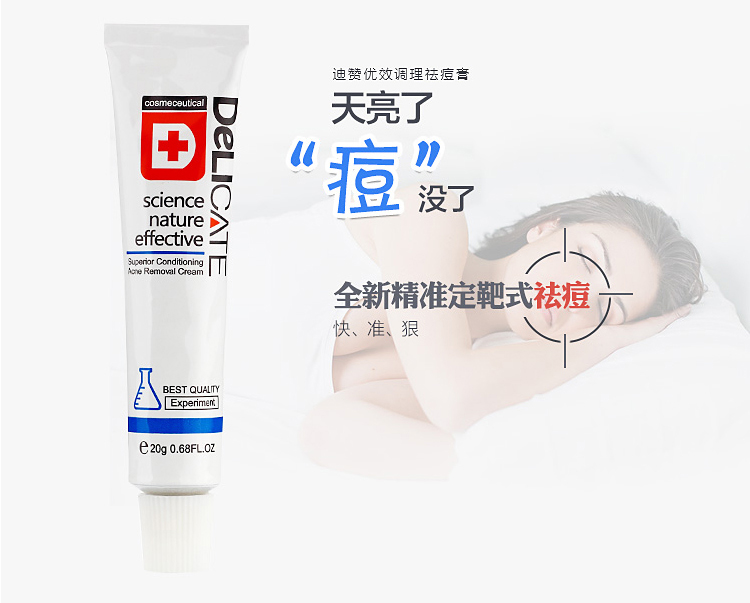 cosmeceutical
DeLICATE
science
nature
effective
Superior Conditioning
Acne Removal Cream
BEST QUALITY
Experiment
e 20g 0.68FL.OZ
迪赞优效调理祛痘膏
天亮了
“痘”
没了
全新精准定靶式祛痘
快、准、狠